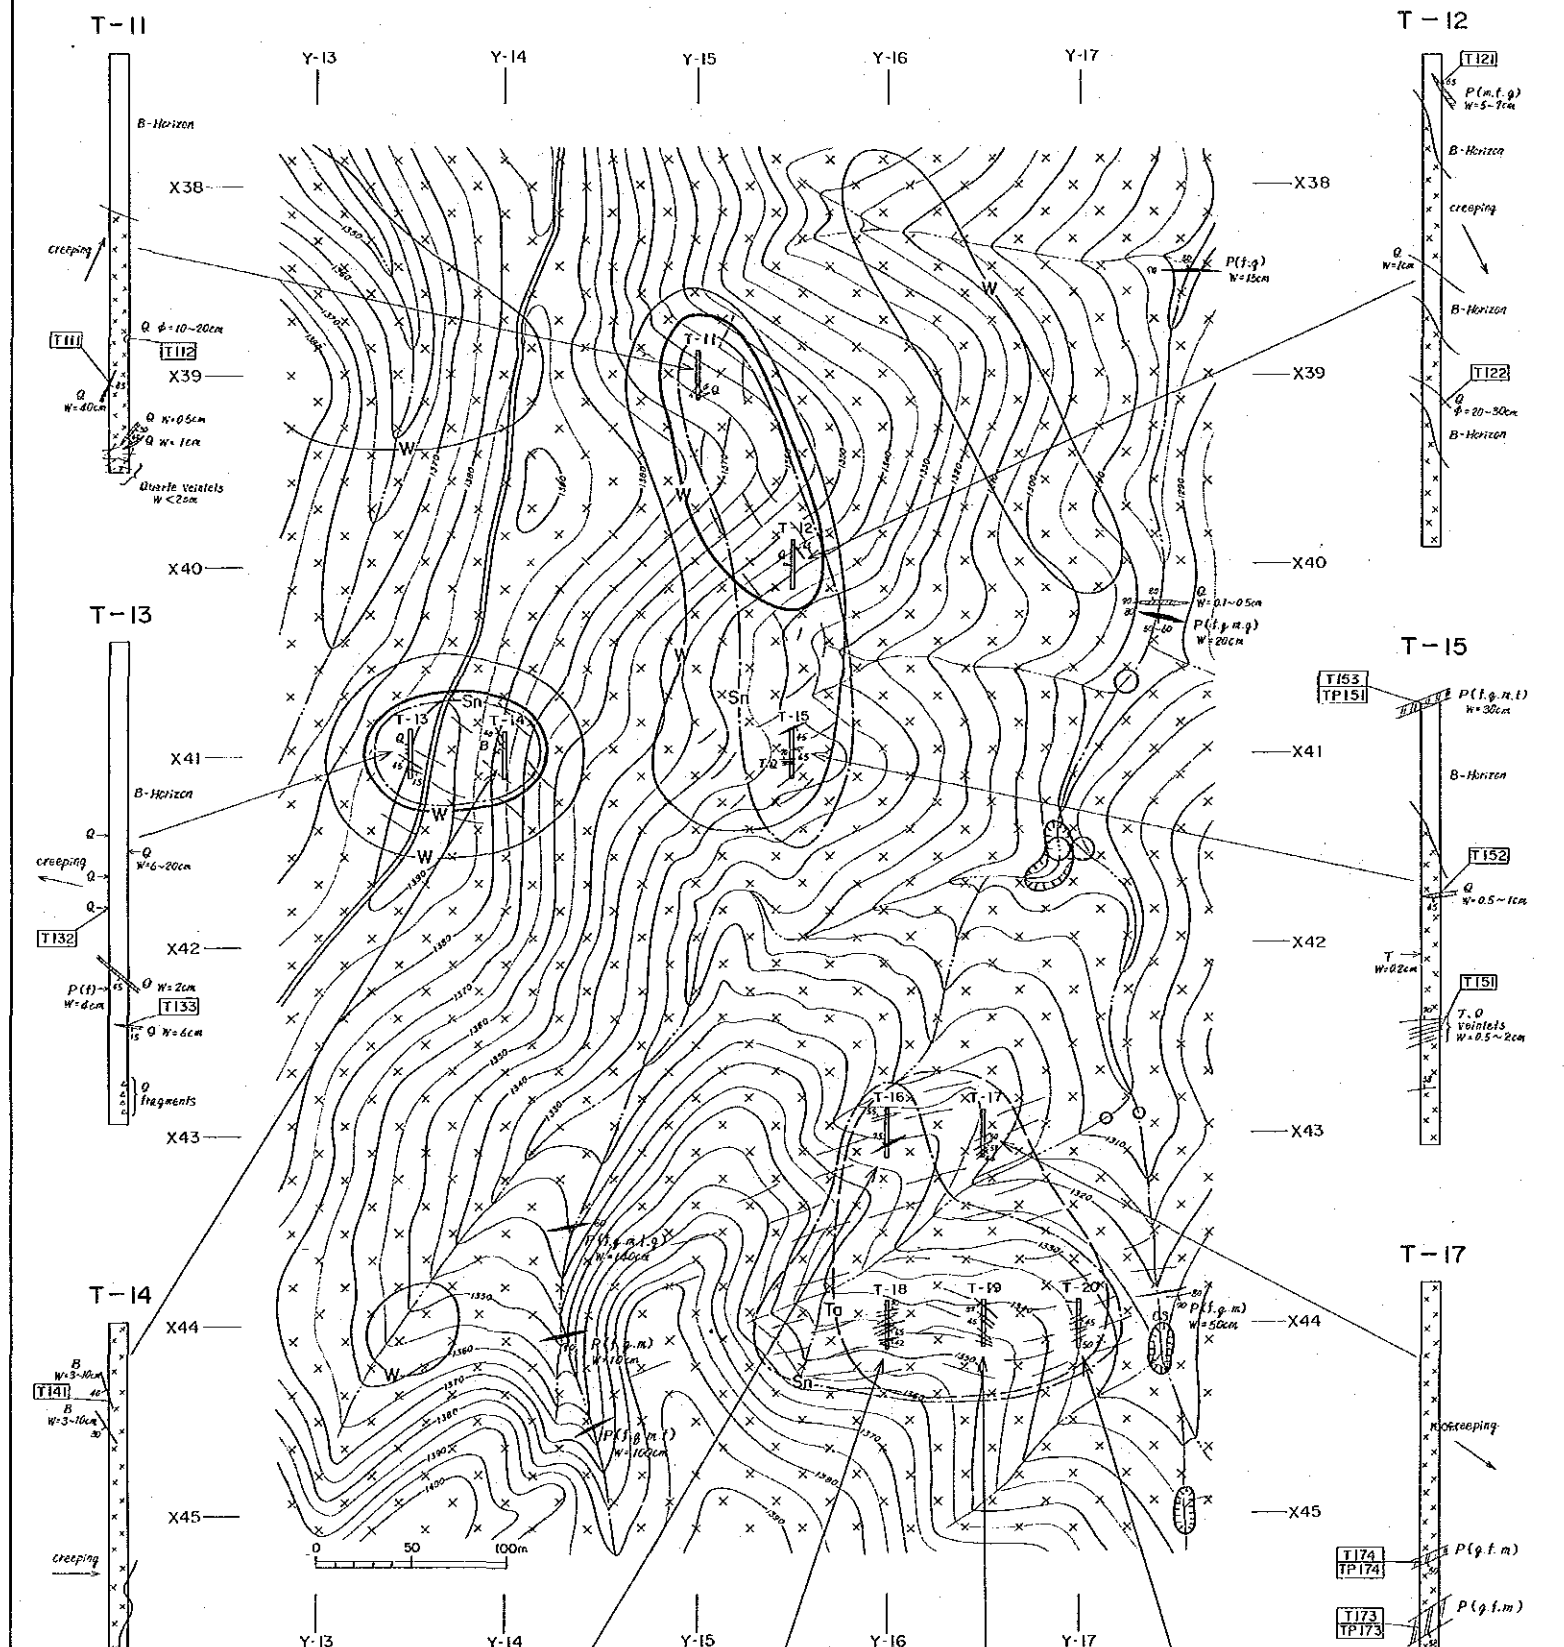 T-11
T-12
Y-13
Y-14
Y-15
Y-16
Y-17
T121
P(m.f.g)
W=5~7cm
B-Horizon
B-Horizon
X38
X38
creeping
creeping
P(f.g)
W=15cm
Q
W=1cm
W
B-Horizon
Q ϕ=10~20cm
T111
T112
T-11
X39
X39
T122
Q
W=40cm
Q
Q
ϕ=20~30cm
Q W=0.5cm
Q W=1cm
B-Horizon
W
Quartz veinlets
W<2cm
W
T-12
Q
X40
X40
Q
W=0.1~0.5cm
P(f.g.m.g)
W=20cm
T-13
T-15
W
Sn
Sn
T153
TP151
P(f.g.m.t)
W=30cm
T-13
T-14
T-15
Q
B
T.Q
X41
X41
B-Horizon
B-Horizon
W
W
Q
Q
W=6~20cm
creeping
Q
Q
T152
Q
W=0.5~1cm
T132
X42
X42
T
W=0.2cm
P(f)
W=4cm
Q W=2cm
T133
Q W=6cm
T151
T.Q
Veinlets
W=0.5~2cm
Q
fragments
T-16
T-17
X43
X43
P(f.g.m.t.g)
W=100cm
T-17
T-14
T-18
T-19
T-20
Ta
X44
X44
P(f.g.m)
W=50cm
P(f.g.m)
W=10cm
B
W=3~10cm
T141
B
W=3~10cm
W
Sn
P(f.g.m.t)
W=100cm
creeping
X45
X45
0
50
100m
creeping
T174
TP174
P(g.f.m)
T173
TP173
P(g.f.m)
Y-13
Y-14
Y-15
Y-16
Y-17